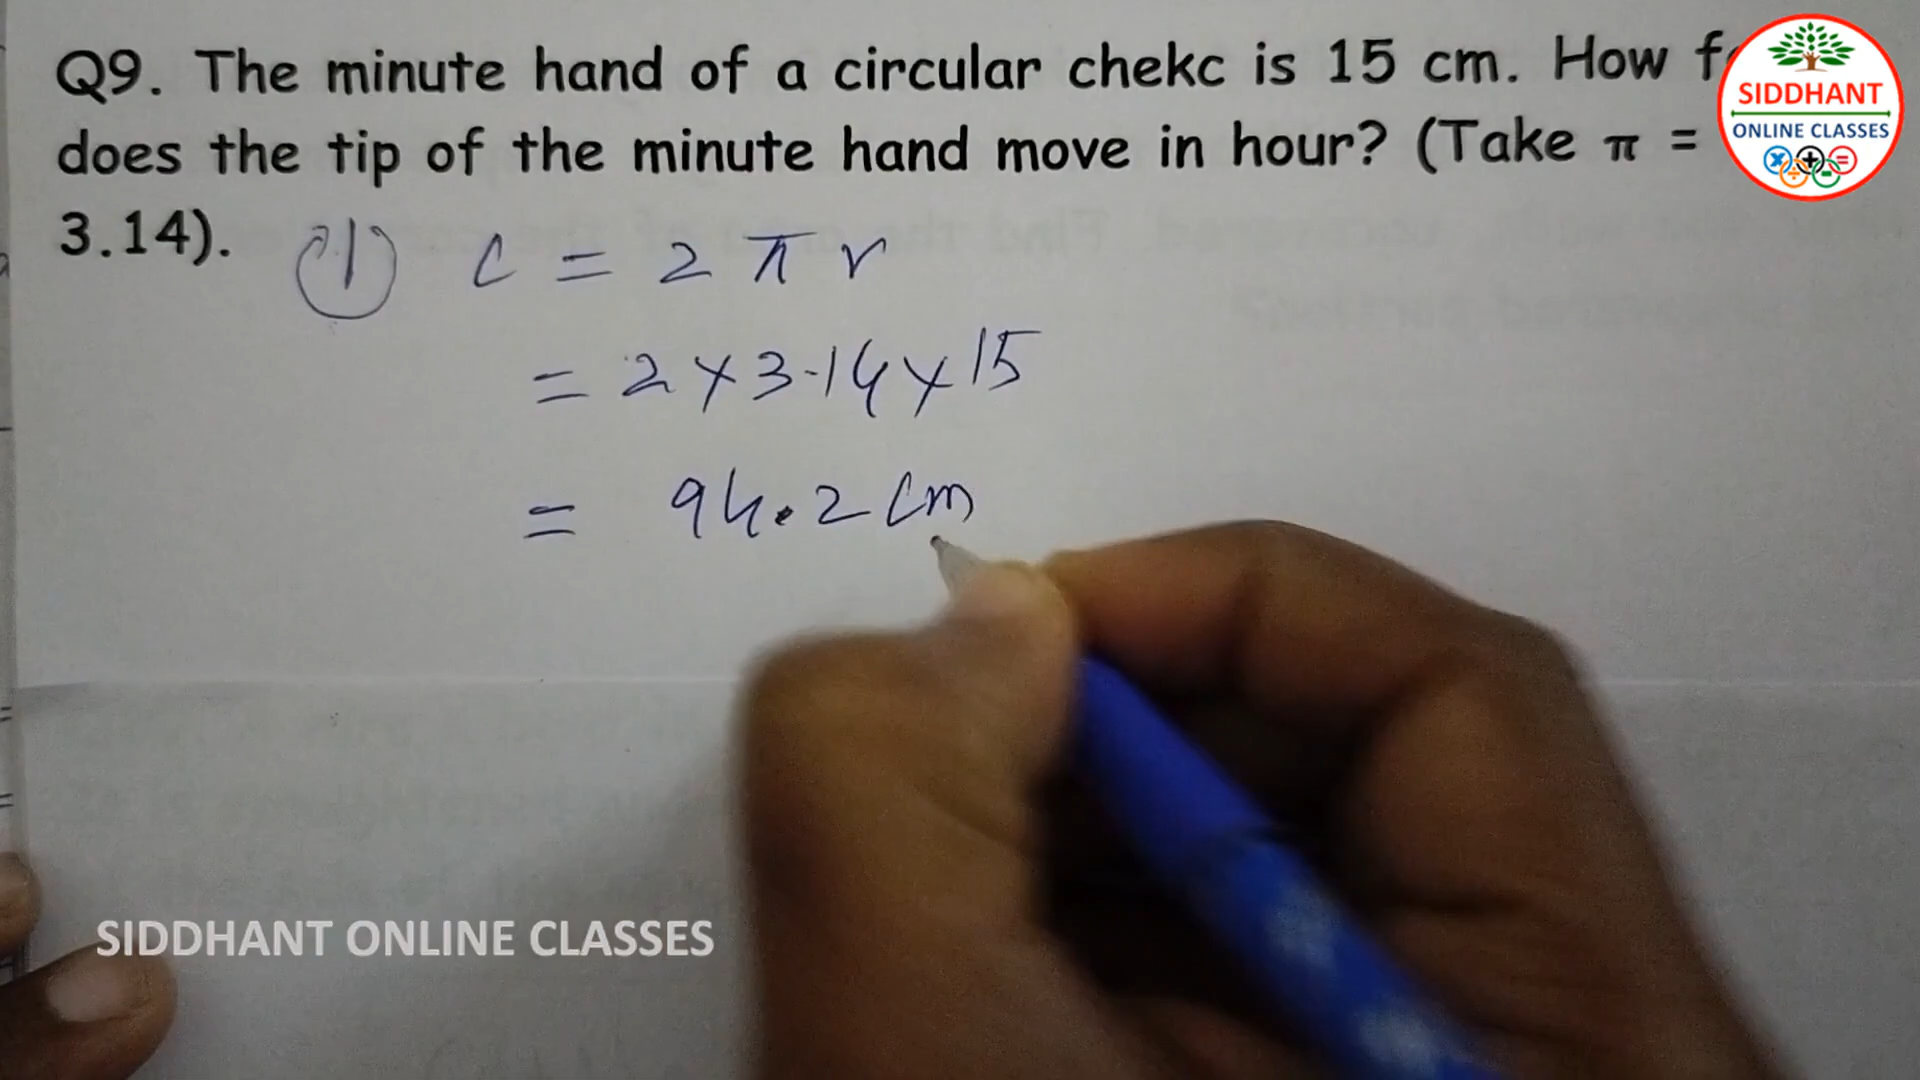 Q9. The minute hand of a circular chekc is 15 cm. How
does the tip of the minute hand move in hour? (Take π =
3.14).
1 C = 2 π r
= 2 × 3.14 × 15
= 94.2 cm
SIDDHANT
ONLINE CLASSES
SIDDHANT ONLINE CLASSES